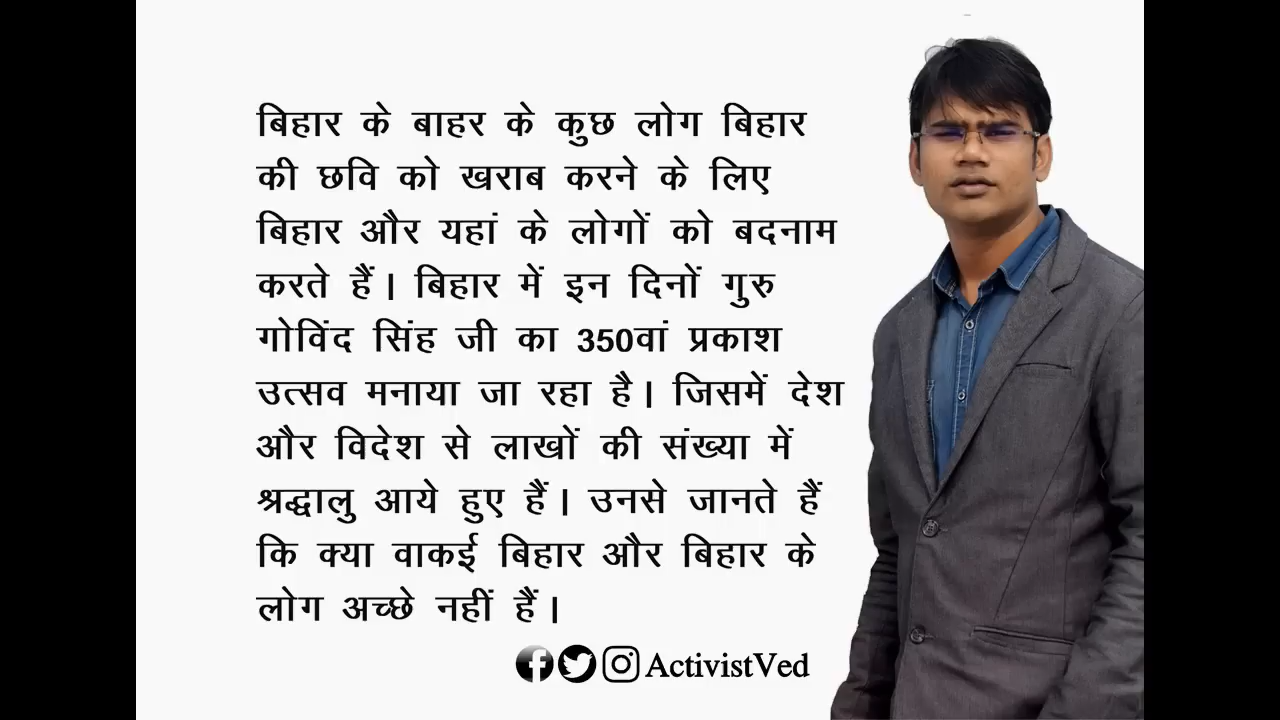 बिहार के बाहर के कुछ लोग बिहार
की छवि को खराब करने के लिए
बिहार और यहां के लोगों को बदनाम
करते हैं। बिहार में इन दिनों गुरु
गोविंद सिंह जी का 350वां प्रकाश
उत्सव मनाया जा रहा है। जिसमें देश
और विदेश से लाखों की संख्या में
श्रद्धालु आये हुए हैं। उनसे जानते हैं
कि क्या वाकई बिहार और बिहार के
लोग अच्छे नहीं हैं।
ActivistVed